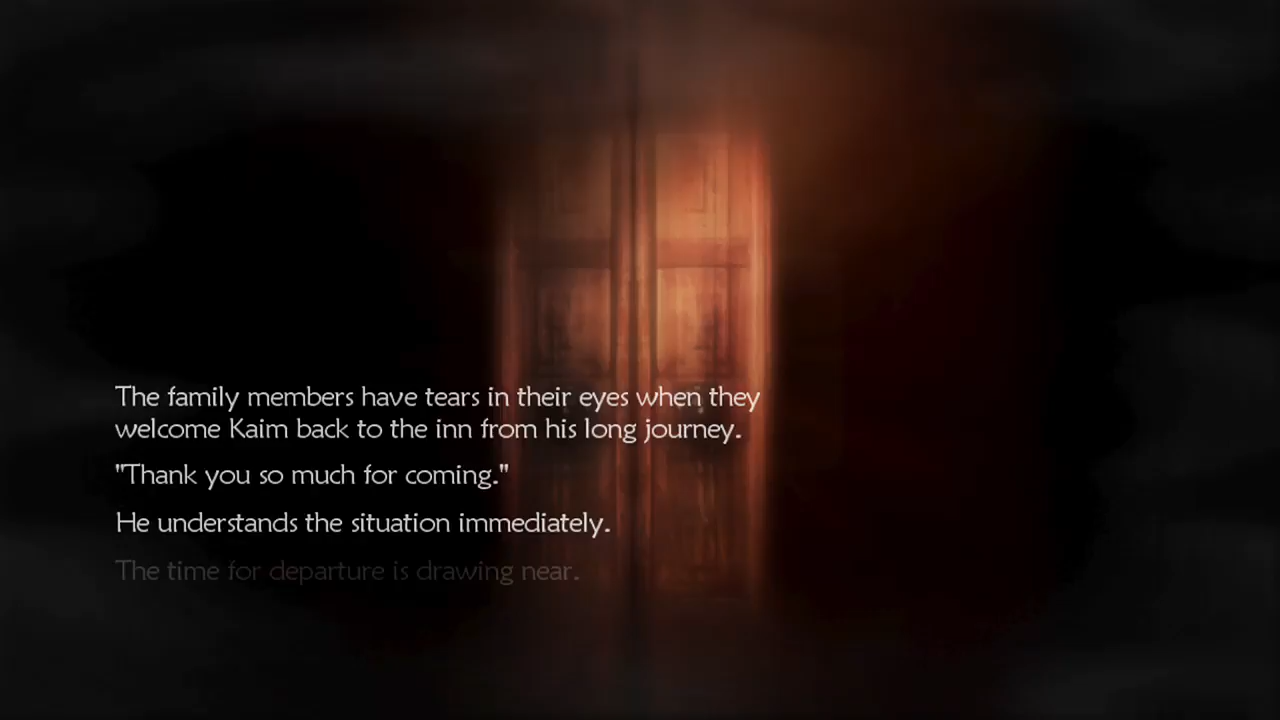 The family members have tears in their eyes when they
welcome Kaim back to the inn from his long journey.
"Thank you so much for coming."
He understands the situation immediately.
The time for departure is drawing near.